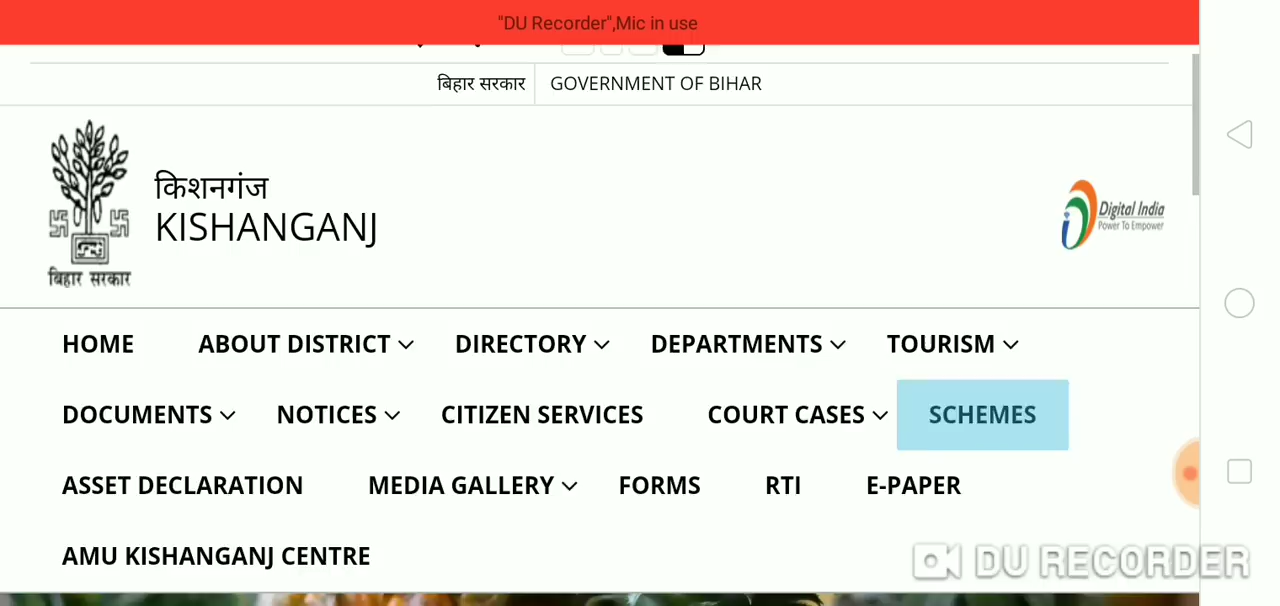 "DU Recorder",Mic in use
बिहार सरकार GOVERNMENT OF BIHAR
किशनगंज
KISHANGANJ
बिहार सरकार
Digital India
Power To Empower
HOME ABOUT DISTRICT DIRECTORY DEPARTMENTS TOURISM
DOCUMENTS NOTICES CITIZEN SERVICES COURT CASES SCHEMES
ASSET DECLARATION MEDIA GALLERY FORMS RTI E-PAPER
AMU KISHANGANJ CENTRE
DU RECORDER